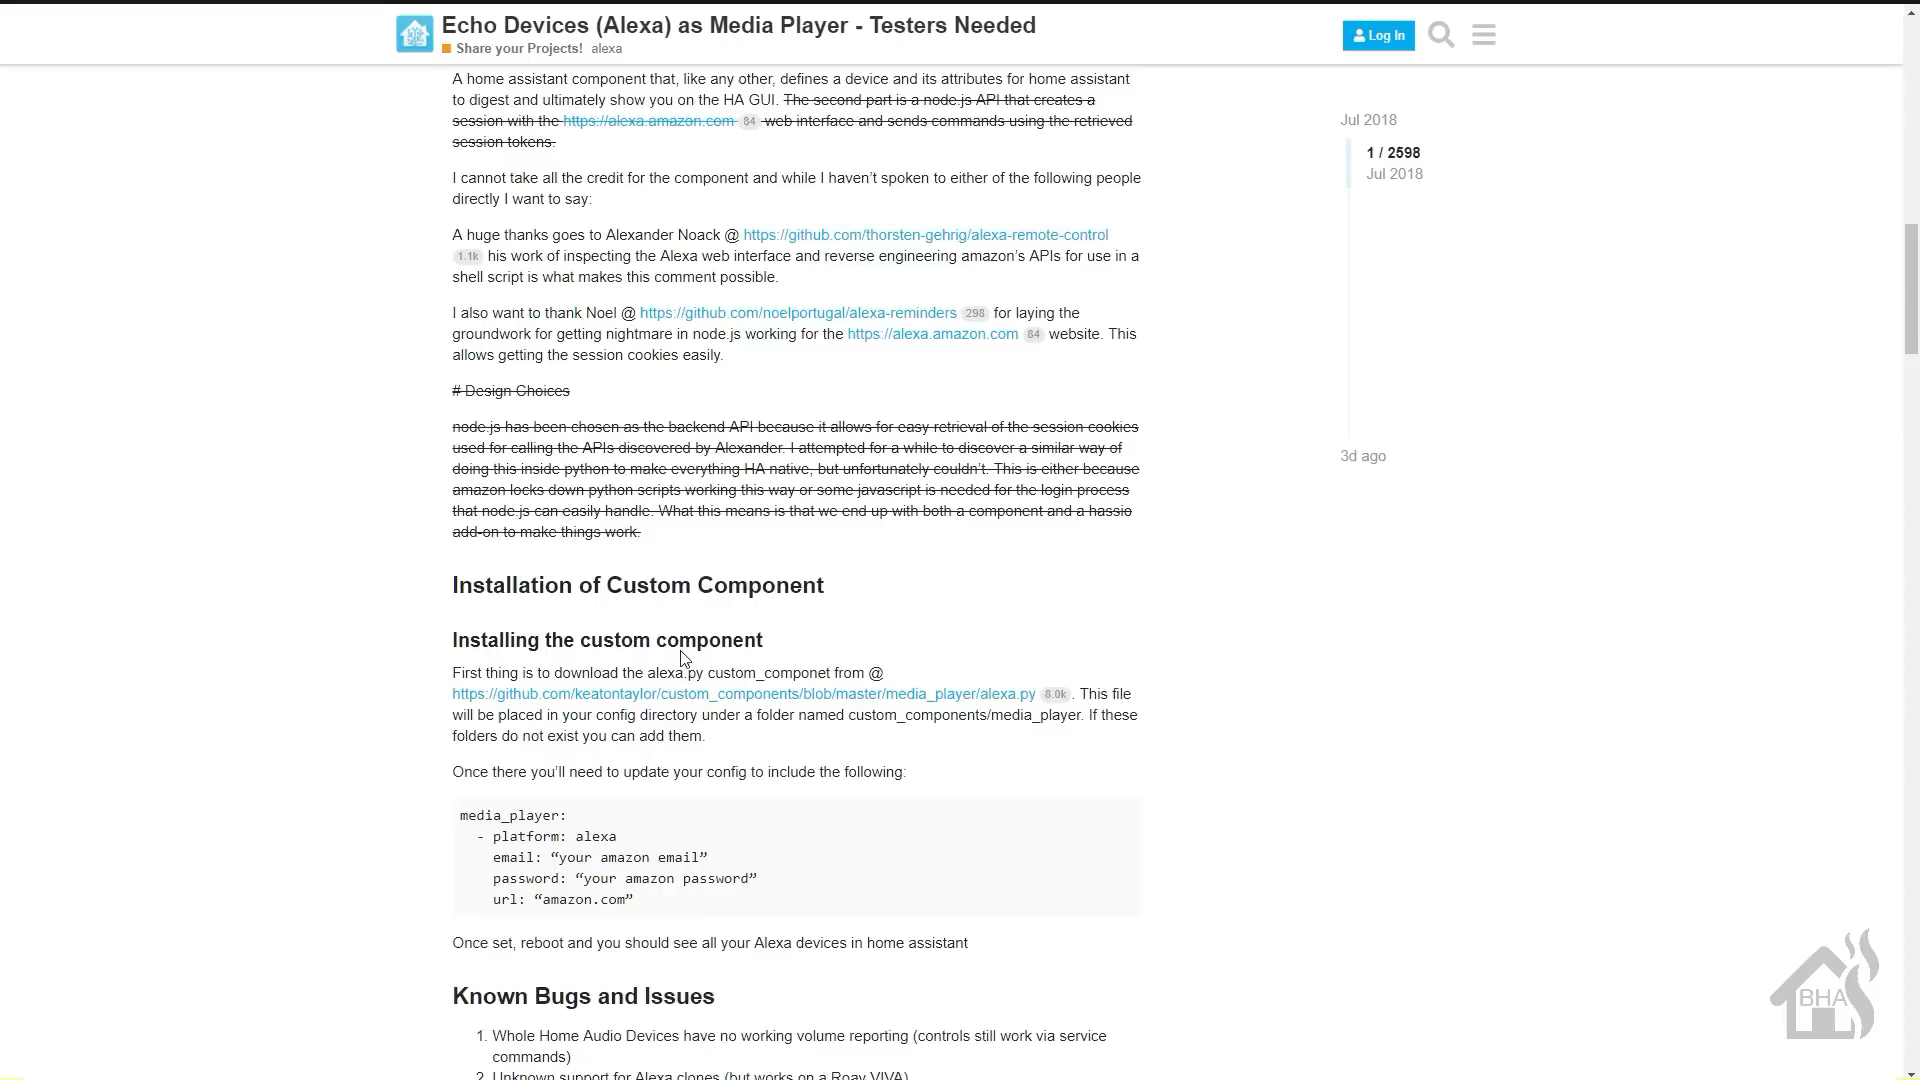 Echo Devices (Alexa) as Media Player - Testers Needed
Share your Projects! alexa
Log In
A home assistant component that, like any other, defines a device and its attributes for home assistant
to digest and ultimately show you on the HA GUI. The second part is a node.js API that creates a
session with the https://alexa.amazon.com 84 web interface and sends commands using the retrieved
session tokens.
I cannot take all the credit for the component and while I haven’t spoken to either of the following people
directly I want to say:
A huge thanks goes to Alexander Noack @ https://github.com/thorsten-gehrig/alexa-remote-control
1.1k his work of inspecting the Alexa web interface and reverse engineering amazon’s APIs for use in a
shell script is what makes this comment possible.
I also want to thank Noel @ https://github.com/noelportugal/alexa-reminders 298 for laying the
groundwork for getting nightmare in node.js working for the https://alexa.amazon.com 84 website. This
allows getting the session cookies easily.
# Design Choices
node.js has been chosen as the backend API because it allows for easy retrieval of the session cookies
used for calling the APIs discovered by Alexander. I attempted for a while to discover a similar way of
doing this inside python to make everything HA native, but unfortunately couldn’t. This is either because
amazon locks down python scripts working this way or some javascript is needed for the login process
that node.js can easily handle. What this means is that we end up with both a component and a hassio
add-on to make things work.
Installation of Custom Component
Installing the custom component
First thing is to download the alexa.py custom_componet from @
https://github.com/keatontaylor/custom_components/blob/master/media_player/alexa.py 8.0k . This file
will be placed in your config directory under a folder named custom_components/media_player. If these
folders do not exist you can add them.
Once there you’ll need to update your config to include the following:
media_player:
- platform: alexa
email: “your amazon email”
password: “your amazon password”
url: “amazon.com”
Once set, reboot and you should see all your Alexa devices in home assistant
Known Bugs and Issues
1. Whole Home Audio Devices have no working volume reporting (controls still work via service
commands)
2. Unknown support for Alexa clones (but works on a Roav VIVA)
Jul 2018
1 / 2598
Jul 2018
3d ago
BHA